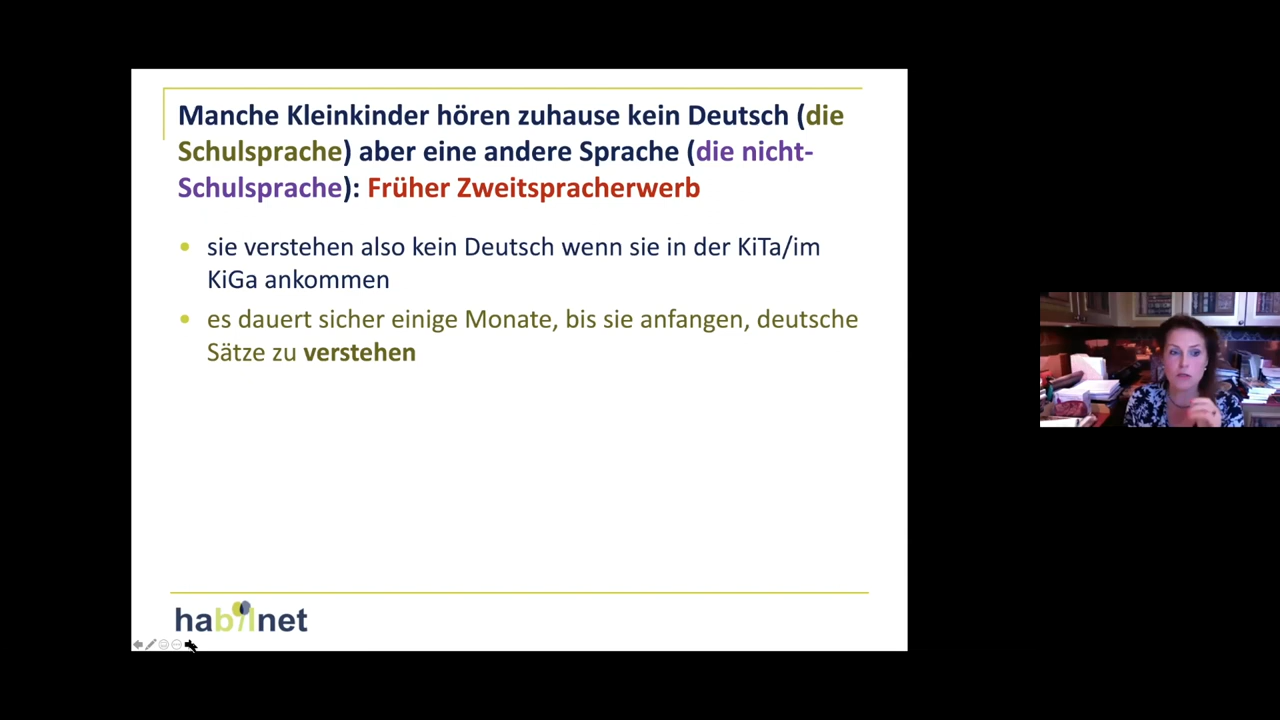 Manche Kleinkinder hören zuhause kein Deutsch (die
Schulsprache) aber eine andere Sprache (die nicht-
Schulsprache): Früher Zweitspracherwerb
• sie verstehen also kein Deutsch wenn sie in der KiTa/im
KiGa ankommen
• es dauert sicher einige Monate, bis sie anfangen, deutsche
Sätze zu verstehen
habilnet